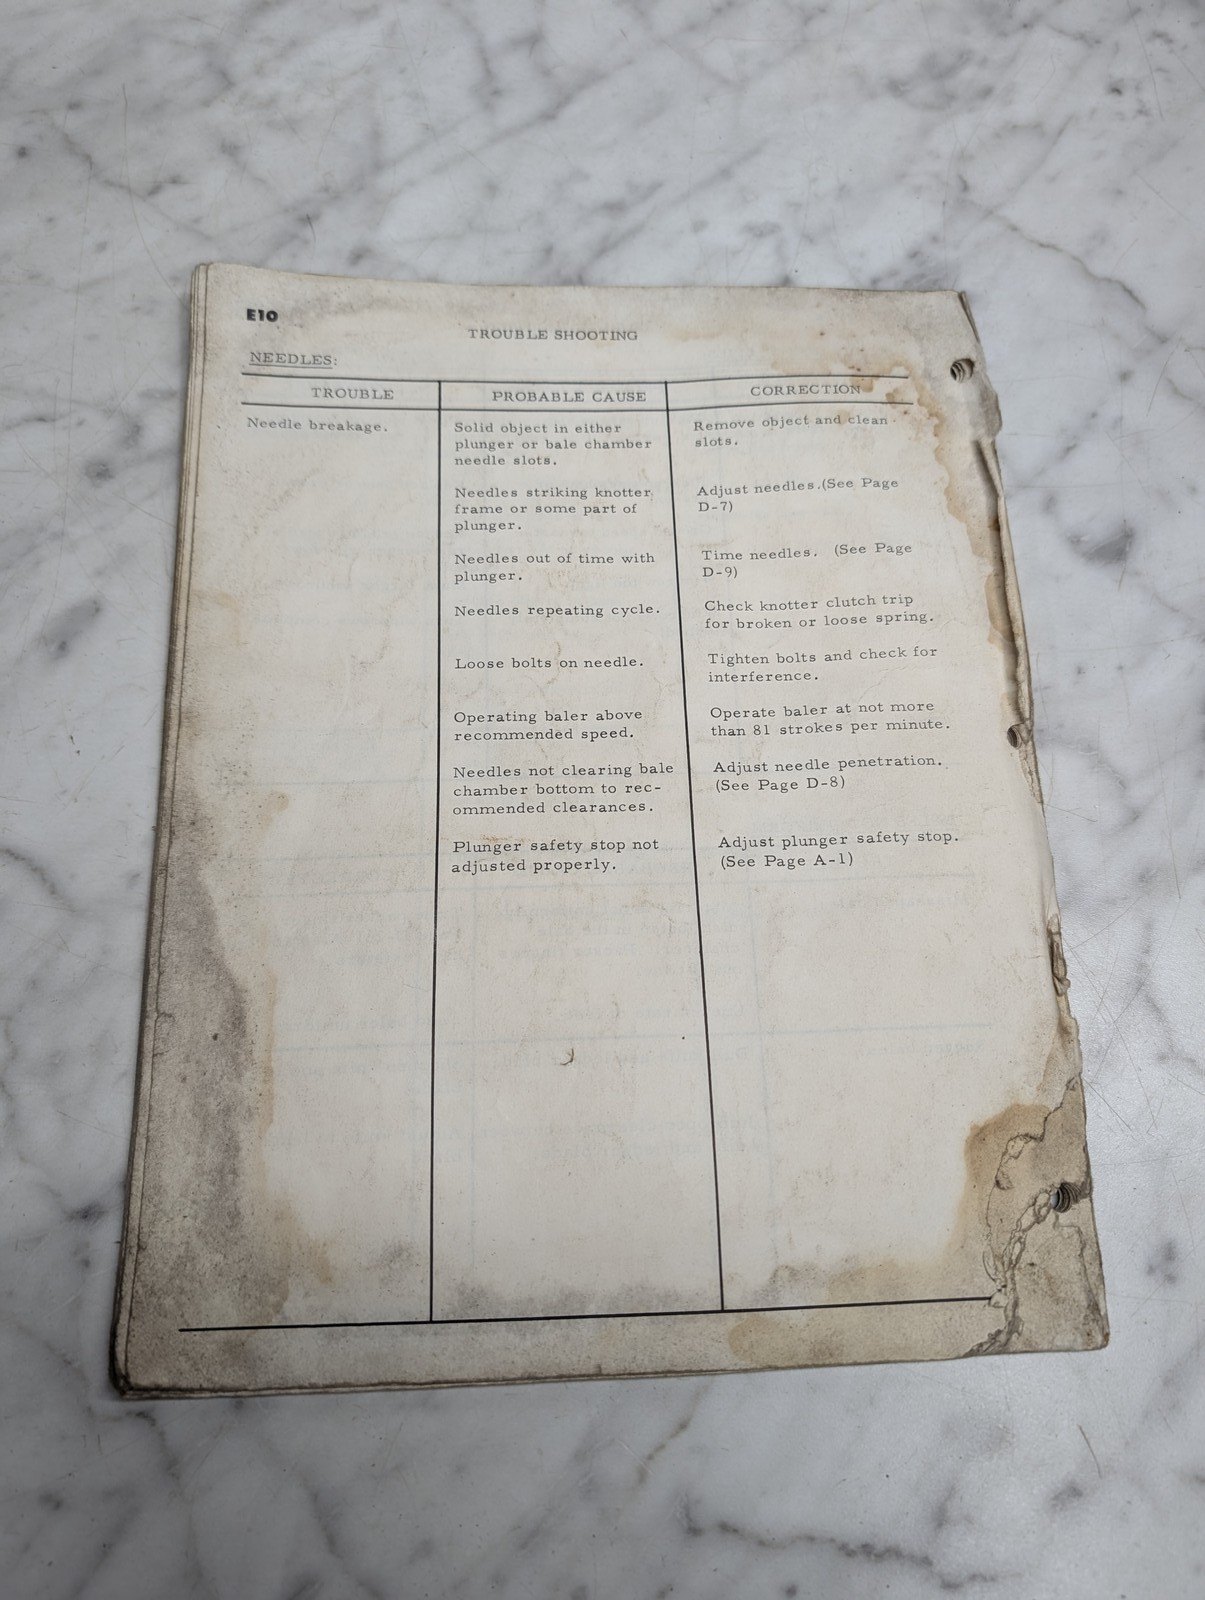 E10
TROUBLE SHOOTING
NEEDLES:
TROUBLE
PROBABLE CAUSE
CORRECTION
Needle breakage.
Solid object in either
plunger or bale chamber
needle slots.
Remove object and clean
slots.
Needles striking knotter
frame or some part of
plunger.
Adjust needles.(See Page
D-7)
Needles out of time with
plunger.
Time needles. (See Page
D-9)
Needles repeating cycle.
Check knotter clutch trip
for broken or loose spring.
Loose bolts on needle.
Tighten bolts and check for
interference.
Operating baler above
recommended speed.
Operate baler at not more
than 81 strokes per minute.
Needles not clearing bale
chamber bottom to rec-
ommended clearances.
Adjust needle penetration.
(See Page D-8)
Plunger safety stop not
adjusted properly.
Adjust plunger safety stop.
(See Page A-1)